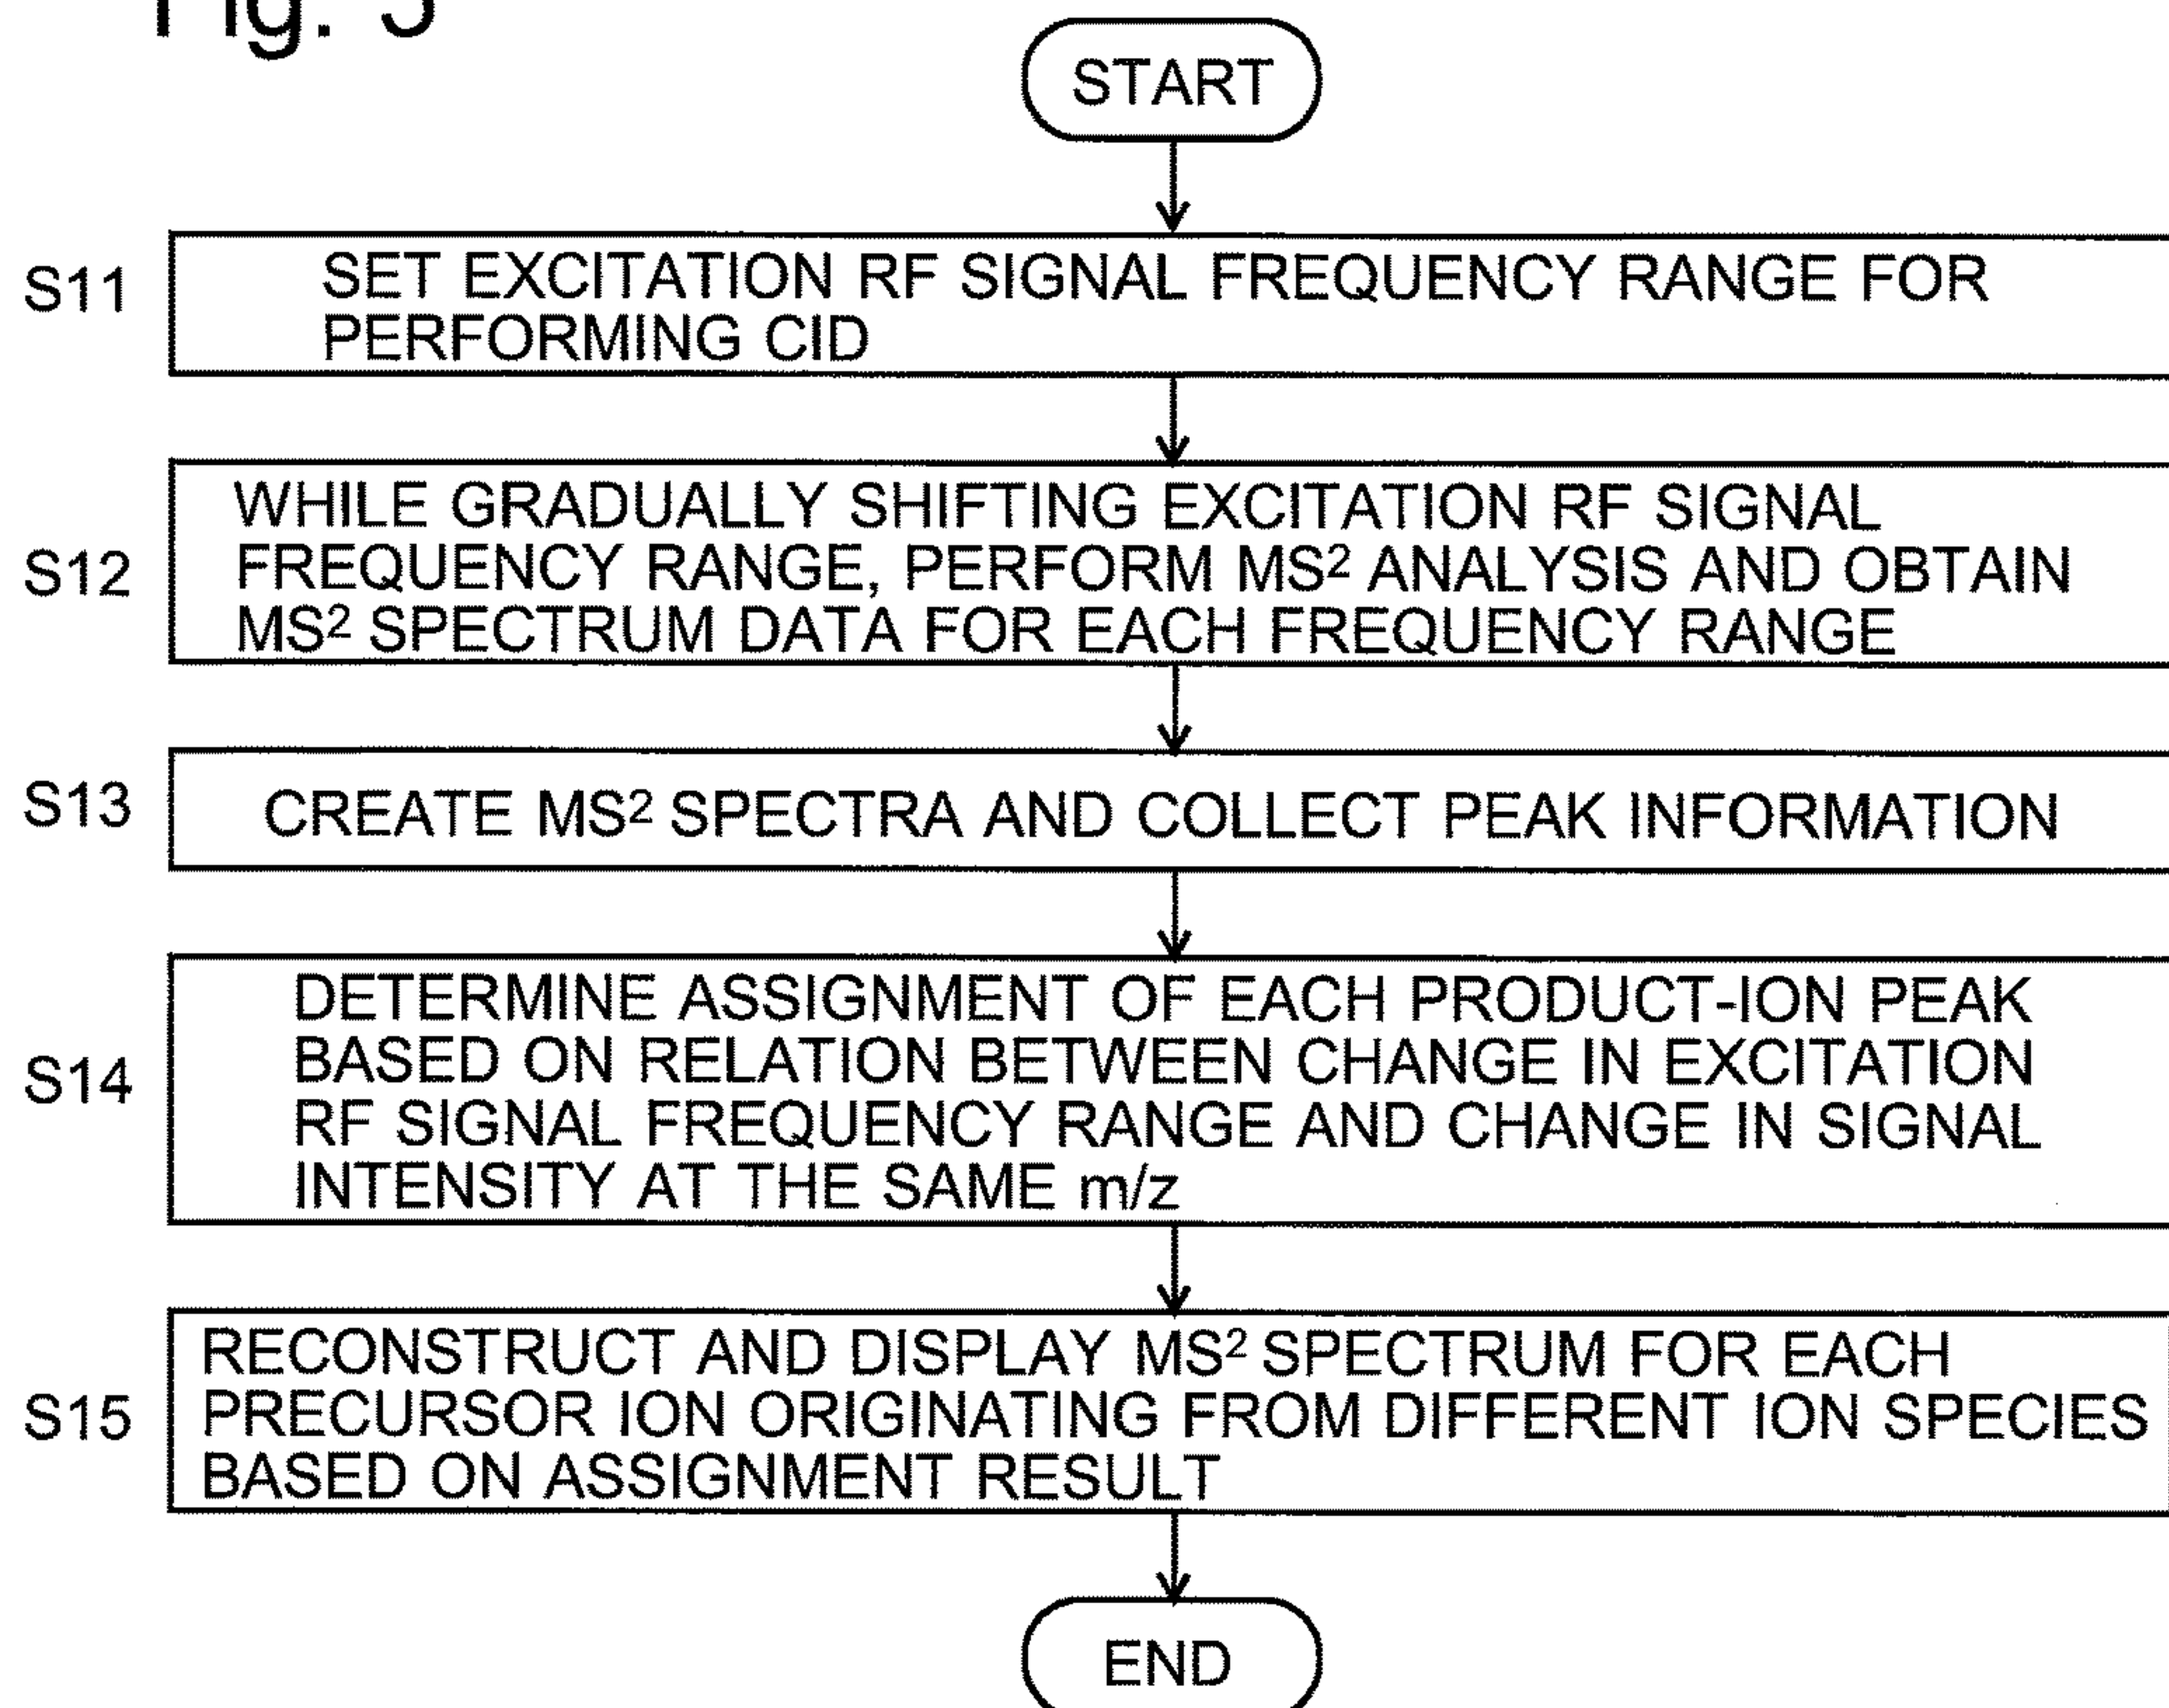 Fig.
START
S11
SET EXCITATION RF SIGNAL FREQUENCY RANGE FOR
PERFORMING CID
S12
WHILE GRADUALLY SHIFTING EXCITATION RF SIGNAL
FREQUENCY RANGE, PERFORM MS² ANALYSIS AND OBTAIN
MS² SPECTRUM DATA FOR EACH FREQUENCY RANGE
S13
CREATE MS² SPECTRA AND COLLECT PEAK INFORMATION
S14
DETERMINE ASSIGNMENT OF EACH PRODUCT-ION PEAK
BASED ON RELATION BETWEEN CHANGE IN EXCITATION
RF SIGNAL FREQUENCY RANGE AND CHANGE IN SIGNAL
INTENSITY AT THE SAME m/z
S15
RECONSTRUCT AND DISPLAY MS² SPECTRUM FOR EACH
PRECURSOR ION ORIGINATING FROM DIFFERENT ION SPECIES
BASED ON ASSIGNMENT RESULT
END